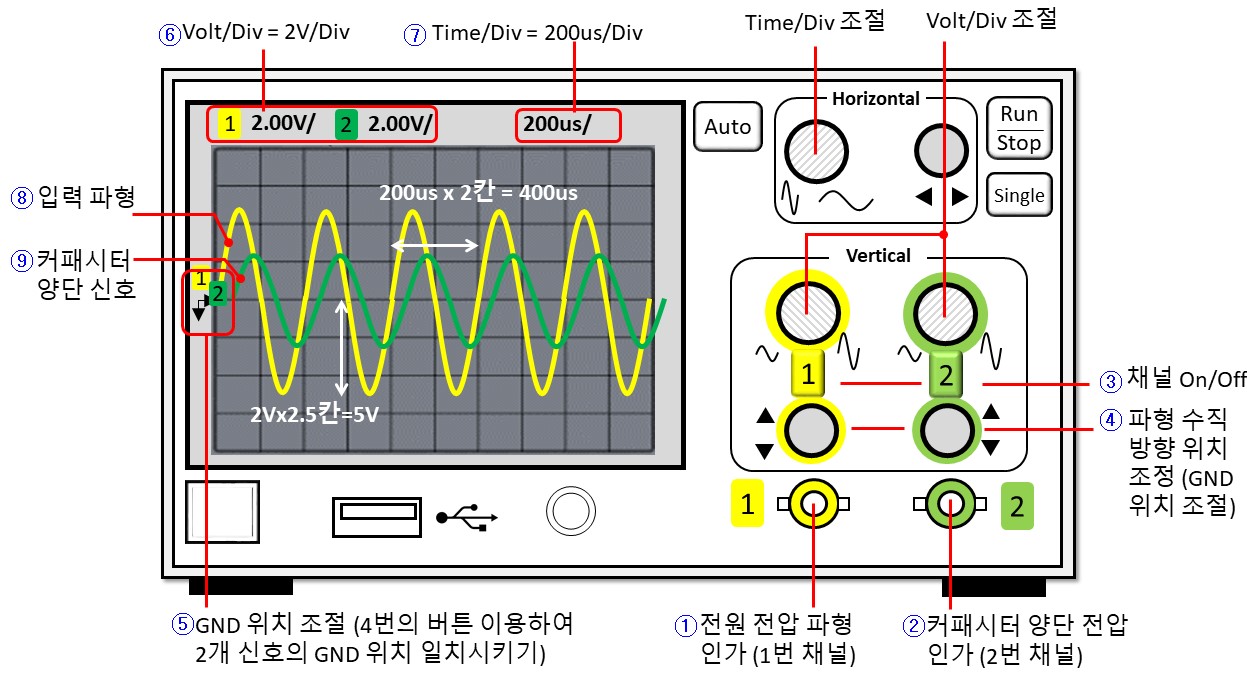 ⑥Volt/Div = 2V/Div
⑦ Time/Div = 200us/Div
Time/Div 조절
Volt/Div 조절
1 2.00V/ 2 2.00V/
200us/
Auto
Horizontal
Run
Stop
Single
200us x 2칸 = 400us
2Vx2.5칸=5V
⑧입력 파형
⑨커패시터
양단 신호
1
2
Vertical
1
2
③채널 On/Off
④ 파형 수직
방향 위치
조정 (GND
위치 조절)
1
2
⑤GND 위치 조절 (4번의 버튼 이용하여
2개 신호의 GND 위치 일치시키기)
①전원 전압 파형
인가 (1번 채널)
②커패시터 양단 전압
인가 (2번 채널)